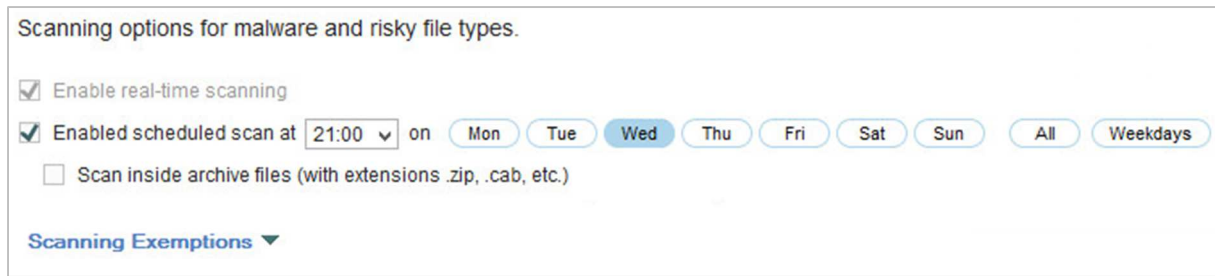 Scanning options for malware and risky file types.
Enable real-time scanning
Enabled scheduled scan at 21:00 on Mon Tue Wed Thu Fri Sat Sun All Weekdays
Scan inside archive files (with extensions .zip, .cab, etc.)
Scanning Exemptions